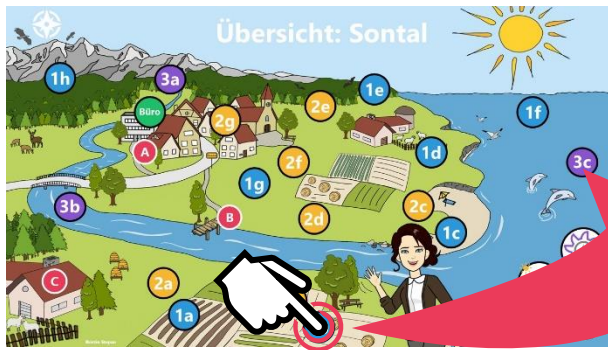 Übersicht: Sontal
1h
3a
1e
2e
1f
Büro
2g
A
1d
2f
3c
1g
3b
2c
B
2d
1c
C
2a
1a